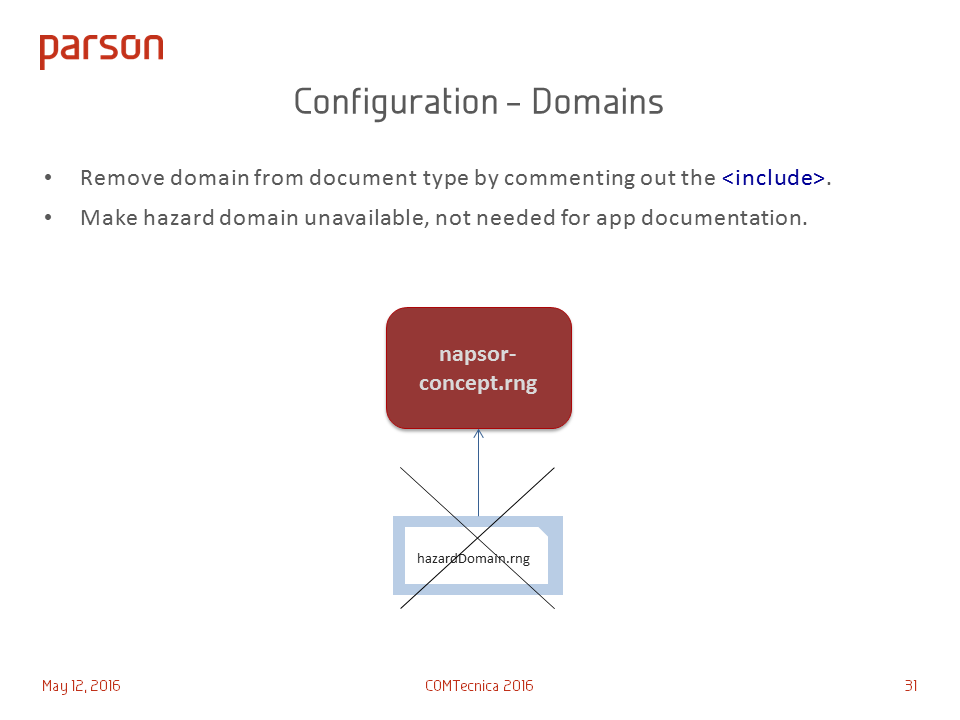 parson
Configuration – Domains
• Remove domain from document type by commenting out the <include>.
• Make hazard domain unavailable, not needed for app documentation.
napsor-
concept.rng
hazardDomain.rng
May 12, 2016
COMTecnica 2016
31